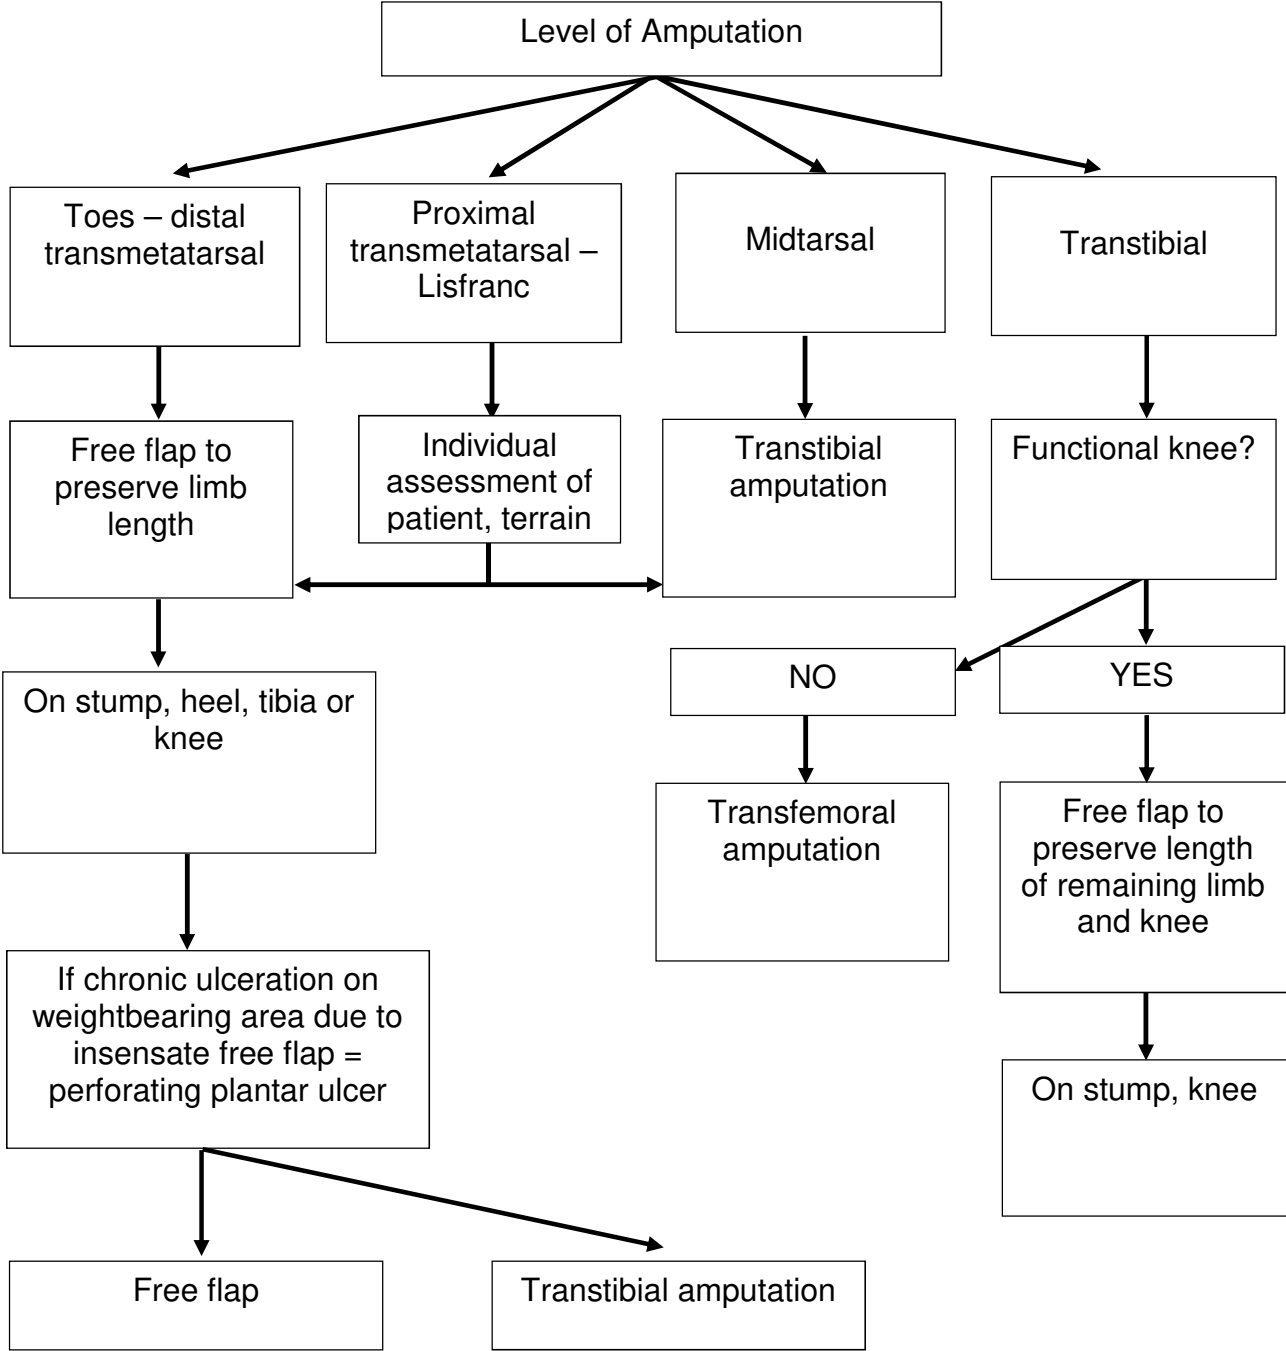 Level of Amputation
Toes – distal
transmetatarsal
Proximal
transmetatarsal –
Lisfranc
Midtarsal
Transtibial
Free flap to
preserve limb
length
Individual
assessment of
patient, terrain
Transtibial
amputation
Functional knee?
On stump, heel, tibia or
knee
NO
YES
Transfemoral
amputation
Free flap to
preserve length
of remaining limb
and knee
If chronic ulceration on
weightbearing area due to
insensate free flap =
perforating plantar ulcer
On stump, knee
Free flap
Transtibial amputation